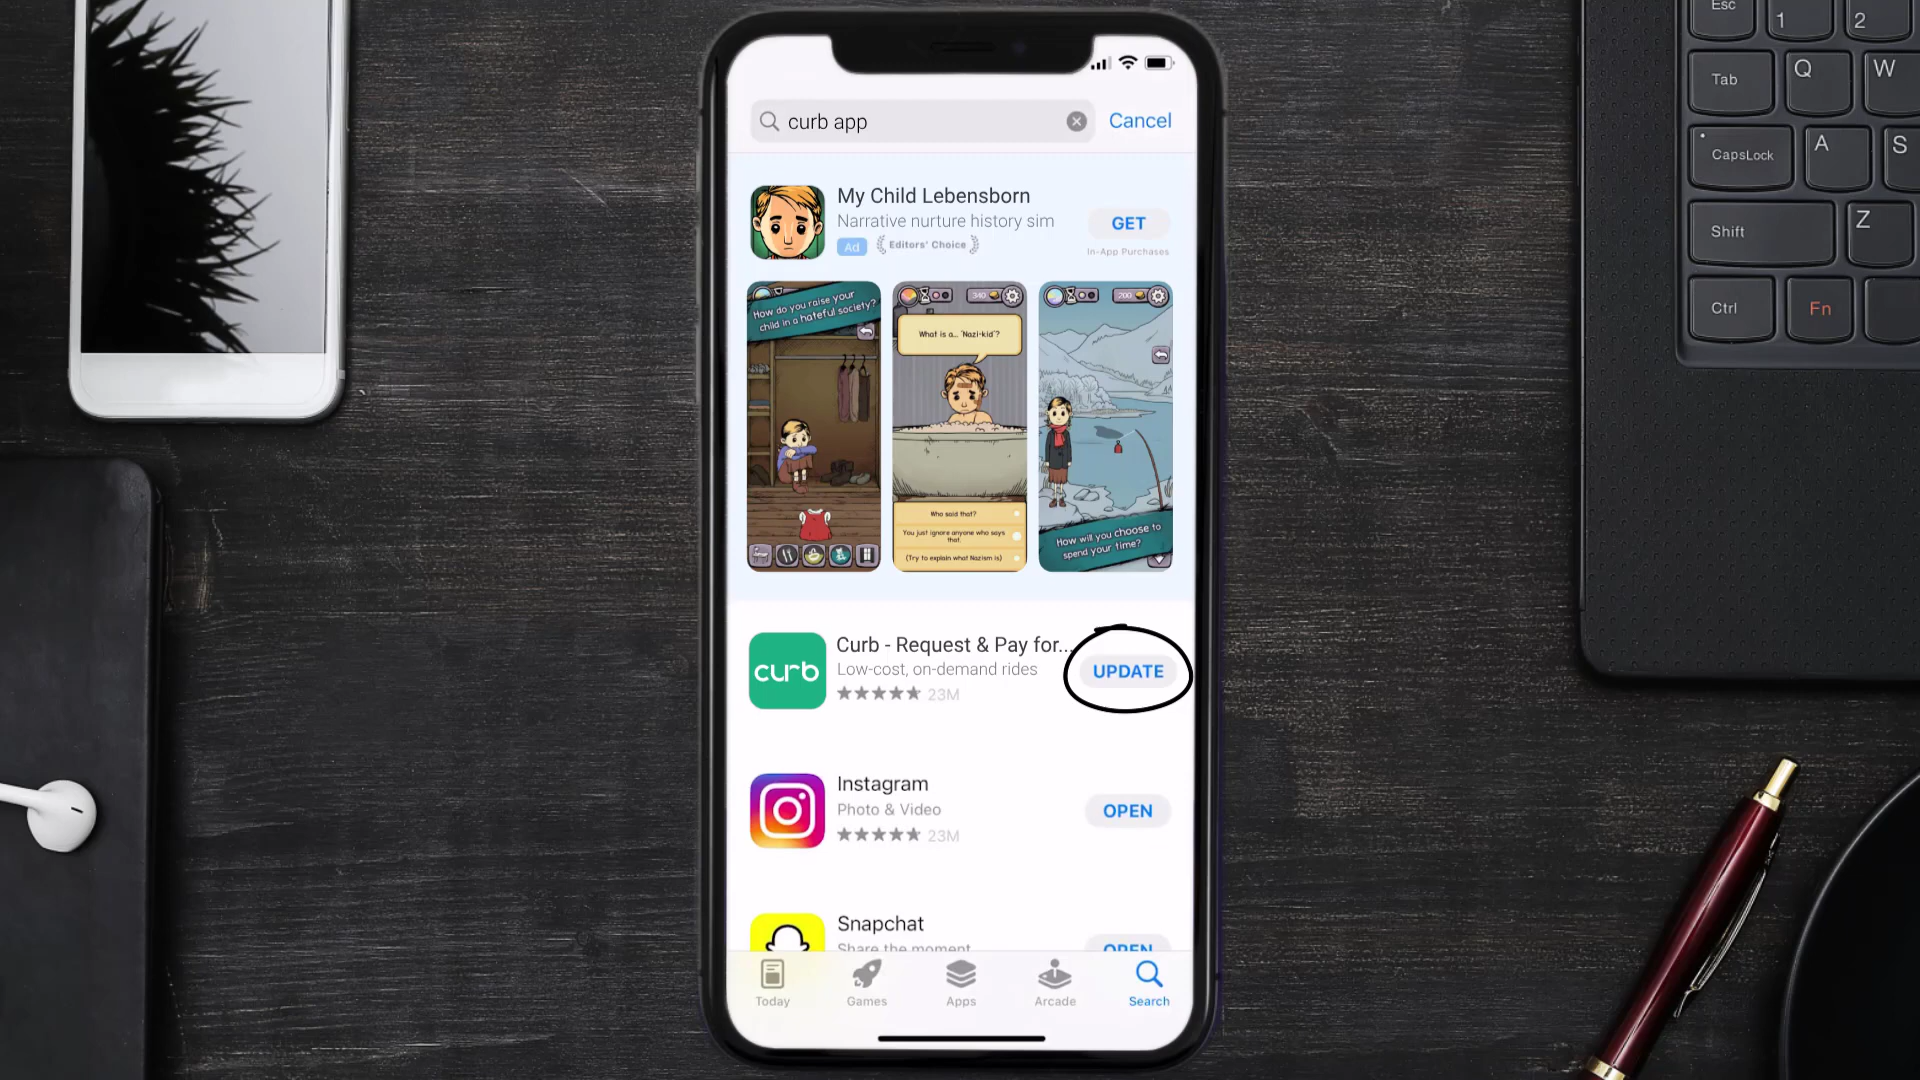 curb app
Cancel
My Child Lebensborn
Narrative nurture history sim
Ad
Editors' Choice
GET
In-App Purchases
How do you raise your
child in a hateful society?
340
What is a... 'Nazi-kid'?
Who said that?
You just ignore anyone who says
that.
(Try to explain what Nazism is)
200
How will you choose to
spend your time?
curb
Curb - Request & Pay for...
Low-cost, on-demand rides
23M
UPDATE
Instagram
Photo & Video
23M
OPEN
Snapchat
Share the moment
OPEN
Today
Games
Apps
Arcade
Search
Esc
1
2
Tab
Q
W
CapsLock
A
S
Shift
Z
Ctrl
Fn